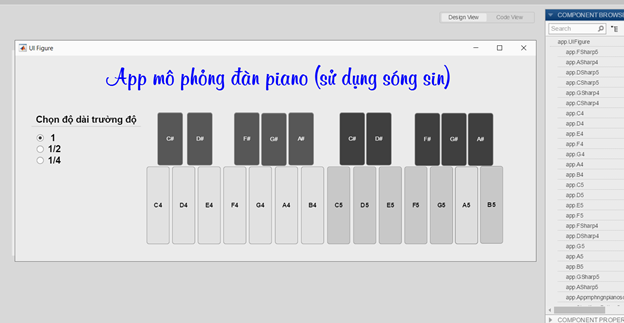 Design View Code View
COMPONENT BROWSE
Search
UI Figure
App mô phỏng đàn piano (sử dụng sóng sin)
Chọn độ dài trường độ
1
1/2
1/4
C# D# F# G# A# C# D# F# G# A#
C4 D4 E4 F4 G4 A4 B4 C5 D5 E5 F5 G5 A5 B5
app.UIFigure
app.FSharp5
app.ASharp4
app.DSharp5
app.CSharp5
app.GSharp4
app.CSharp4
app.C4
app.D4
app.E4
app.F4
app.G4
app.A4
app.B4
app.C5
app.D5
app.E5
app.F5
app.FSharp4
app.DSharp4
app.G5
app.A5
app.B5
app.GSharp5
app.ASharp5
COMPONENT PROPER